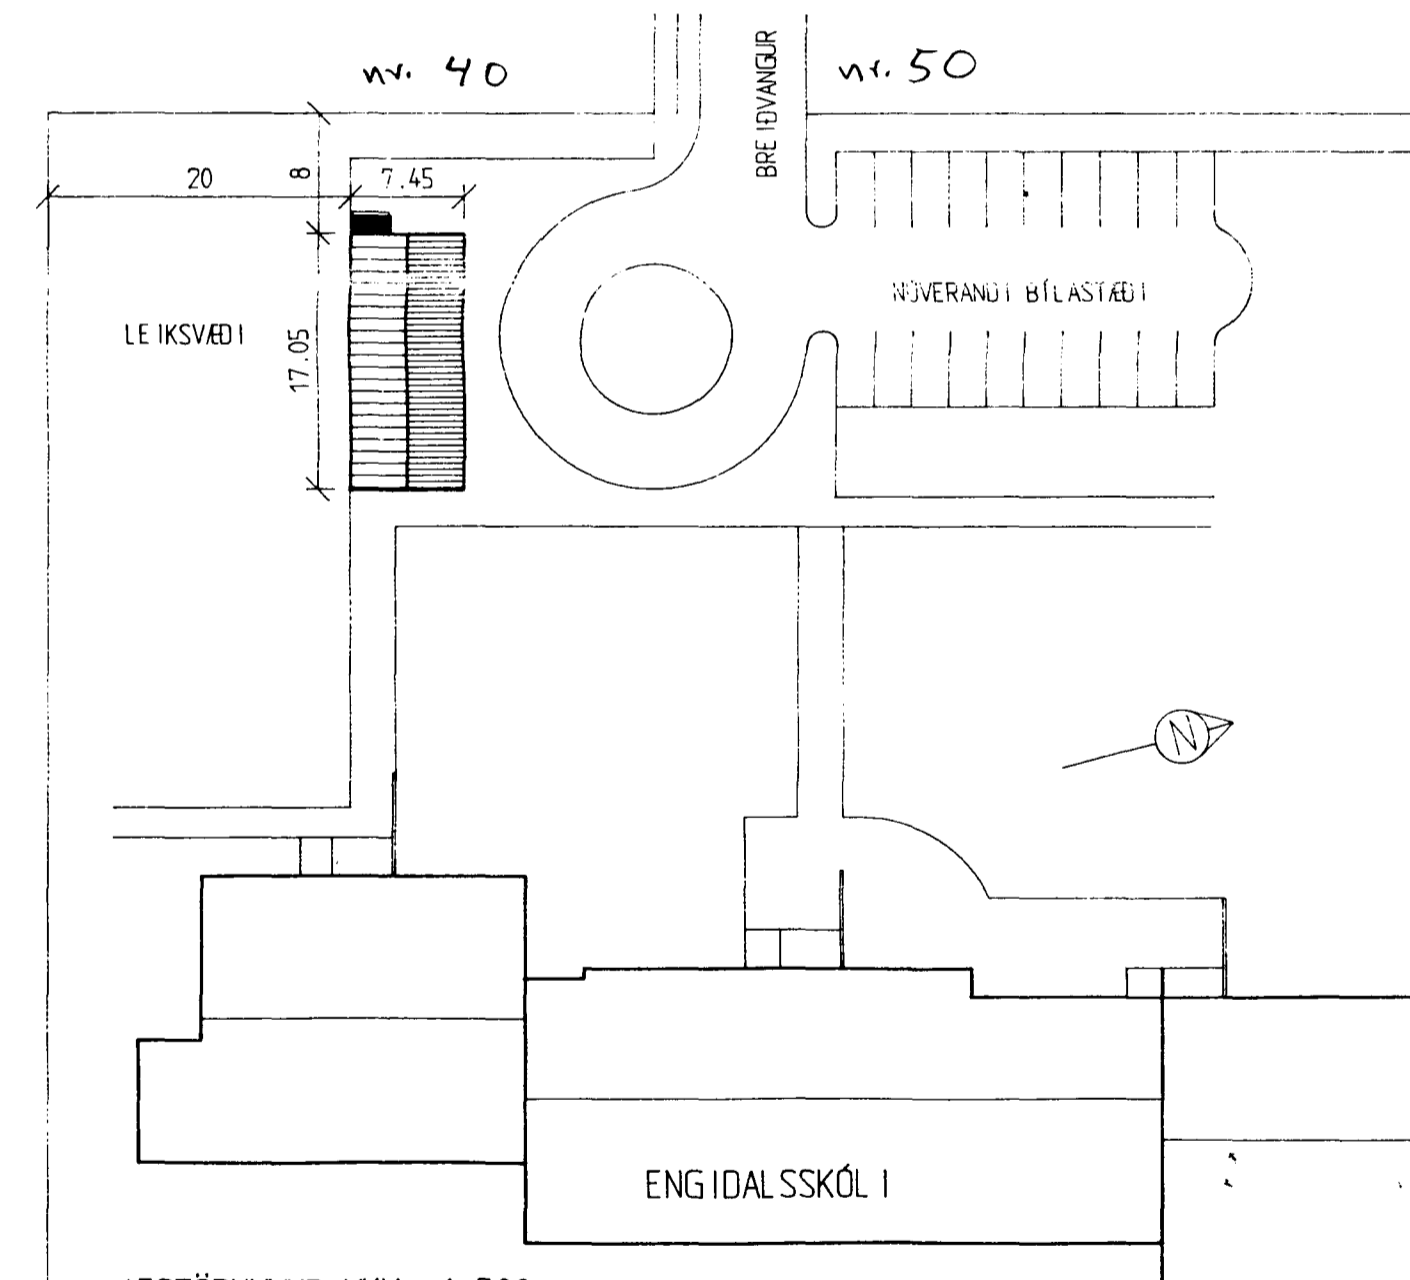 nr. 40
nr. 50
BREIÐVANGUR
20
8
7.45
NÚVERANDI BÍLASTÆÐI
LEIKSVÆÐI
17.05
N
ENGIDALSSKÓLI